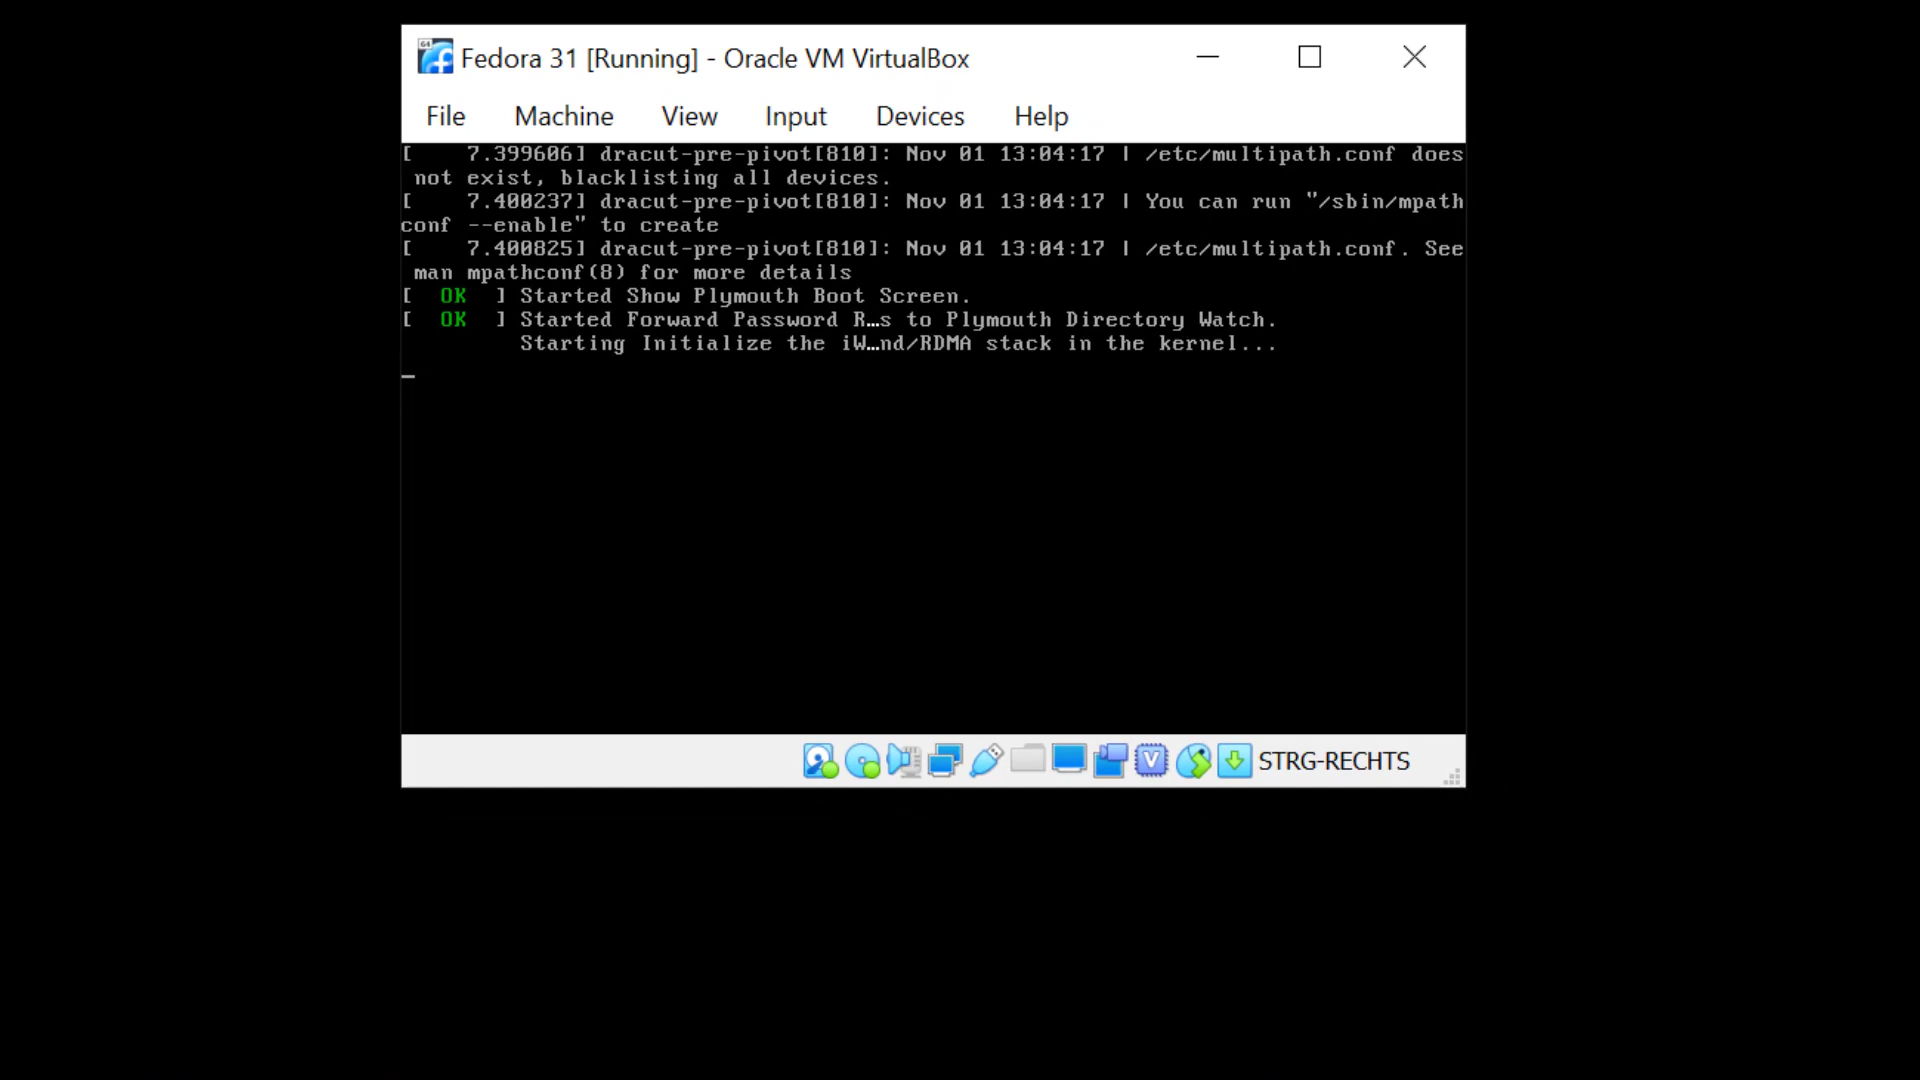 64
Fedora 31 [Running] - Oracle VM VirtualBox
File Machine View Input Devices Help
[    7.399606] dracut-pre-pivot[810]: Nov 01 13:04:17 | /etc/multipath.conf does
not exist, blacklisting all devices.
[    7.400237] dracut-pre-pivot[810]: Nov 01 13:04:17 | You can run "/sbin/mpath
conf --enable" to create
[    7.400825] dracut-pre-pivot[810]: Nov 01 13:04:17 | /etc/multipath.conf. See
man mpathconf(8) for more details
[  OK  ] Started Show Plymouth Boot Screen.
[  OK  ] Started Forward Password R…s to Plymouth Directory Watch.
Starting Initialize the iW…nd/RDMA stack in the kernel...
V
STRG-RECHTS